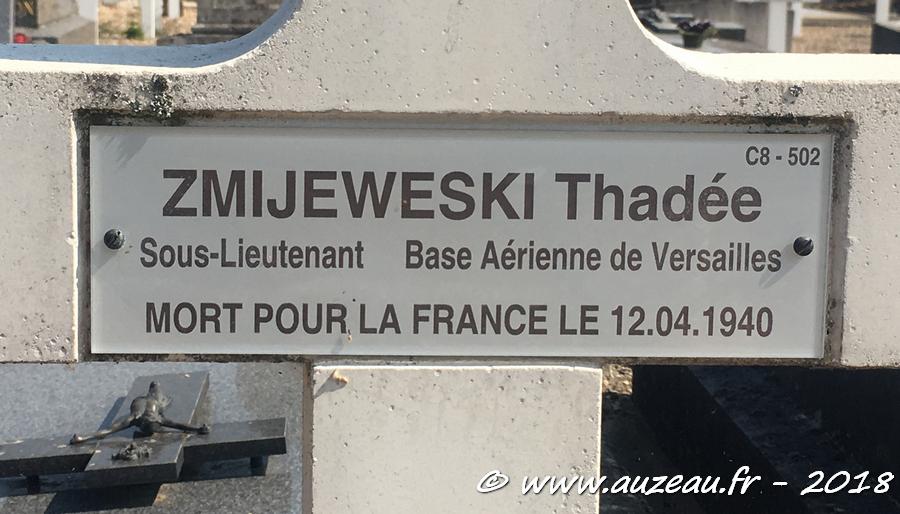 C8 - 502
ZMIJEWESKI Thadée
Sous-Lieutenant Base Aérienne de Versailles
MORT POUR LA FRANCE LE 12.04.1940
© www.auzeau.fr - 2018